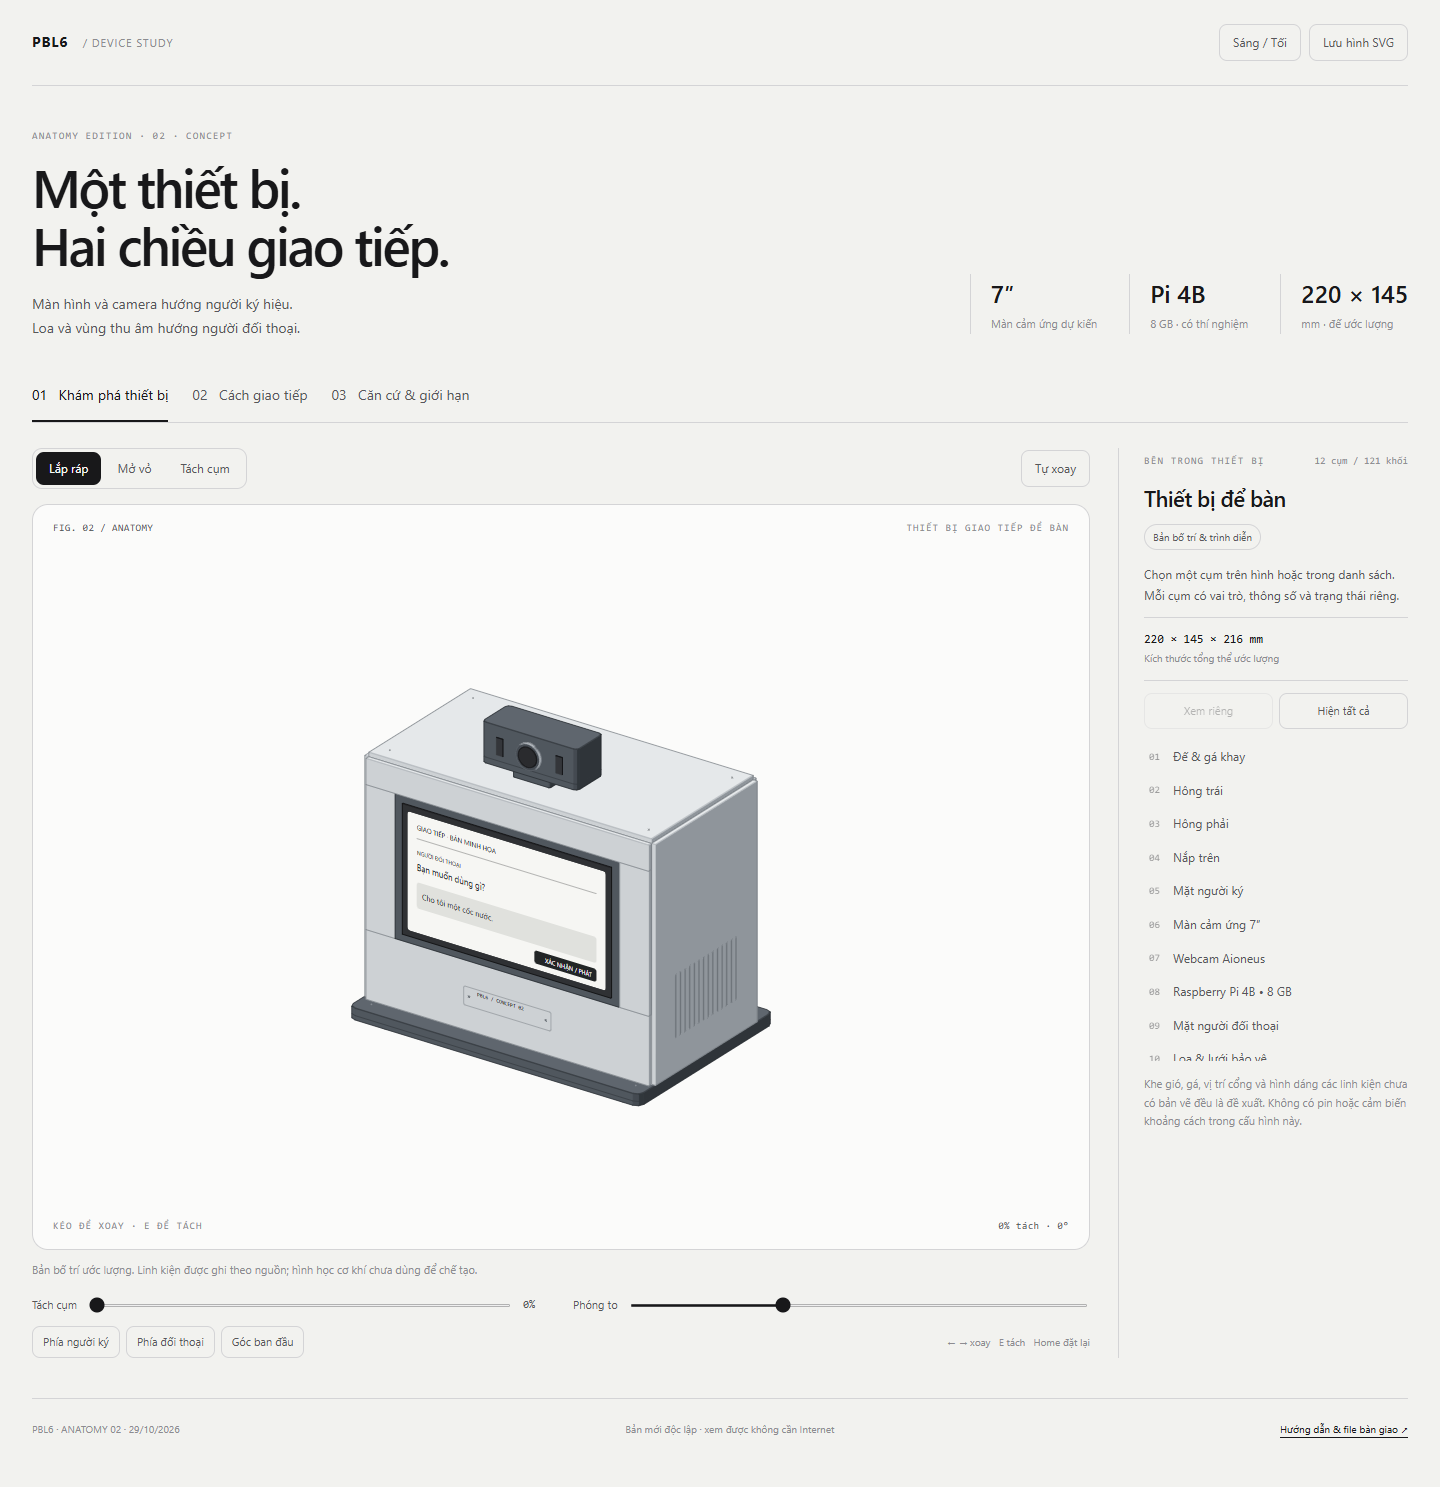 PBL6 / DEVICE STUDY
Sáng / Tối
Lưu hình SVG
ANATOMY EDITION · 02 · CONCEPT
Một thiết bị.
Hai chiều giao tiếp.
Màn hình và camera hướng người ký hiệu.
Loa và vùng thu âm hướng người đối thoại.
7″
Màn cảm ứng dự kiến
Pi 4B
8 GB · có thí nghiệm
220 × 145
mm · đế ước lượng
01 Khám phá thiết bị
02 Cách giao tiếp
03 Căn cứ & giới hạn
Lắp ráp
Mở vỏ
Tách cụm
Tự xoay
FIG. 02 / ANATOMY
THIẾT BỊ GIAO TIẾP ĐỂ BÀN
GIAO TIẾP · BẢN MINH HỌA
NGƯỜI ĐỐI THOẠI
Bạn muốn dùng gì?
Cho tôi một cốc nước.
XÁC NHẬN / PHÁT
PBL6 / CONCEPT 02
KÉO ĐỂ XOAY · E ĐỂ TÁCH
0% tách · 0°
Bản bố trí ước lượng. Linh kiện được ghi theo nguồn; hình học cơ khí chưa dùng để chế tạo.
Tách cụm
0%
Phóng to
Phía người ký
Phía đối thoại
Góc ban đầu
← → xoay E tách Home đặt lại
BÊN TRONG THIẾT BỊ
12 cụm / 121 khối
Thiết bị để bàn
Bản bố trí & trình diễn
Chọn một cụm trên hình hoặc trong danh sách.
Mỗi cụm có vai trò, thông số và trạng thái riêng.
220 × 145 × 216 mm
Kích thước tổng thể ước lượng
Xem riêng
Hiện tất cả
01 Đế & gá khay
02 Hông trái
03 Hông phải
04 Nắp trên
05 Mặt người ký
06 Màn cảm ứng 7″
07 Webcam Aioneus
08 Raspberry Pi 4B • 8 GB
09 Mặt người đối thoại
10 Loa & lưới bảo vệ
Khe gió, gá, vị trí cổng và hình dáng các linh kiện chưa
có bản vẽ đều là đề xuất. Không có pin hoặc cảm biến
khoảng cách trong cấu hình này.
PBL6 · ANATOMY 02 · 29/10/2026
Bản mới độc lập · xem được không cần Internet
Hướng dẫn & file bàn giao ↗